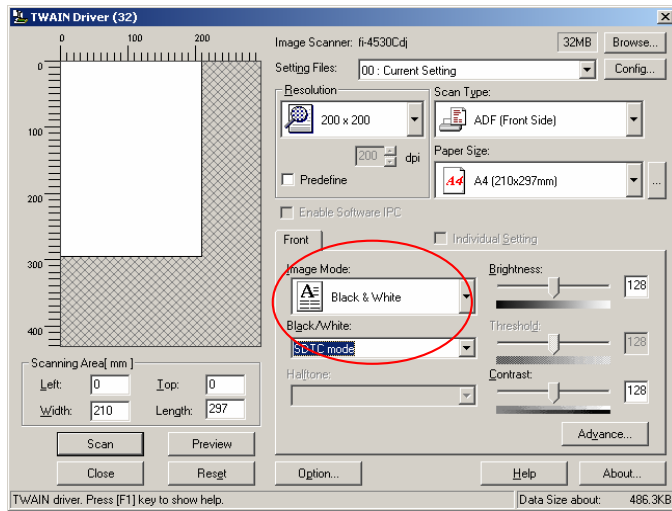 TWAIN Driver (32)
0 100 200
Image Scanner: fi-4530Cdj 32MB Browse...
Setting Files: 00 : Current Setting Config...
0
Resolution Scan Type:
200 x 200 ADF (Front Side)
100
200 dpi Paper Size:
Predefine A4 A4 (210x297mm) ...
200
Enable Software IPC
Front Individual Setting
300
Image Mode: Brightness:
A Black & White 128
Black/White: Threshold:
400
SDTC mode 128
Scanning Area[ mm ]
Halftone: Contrast:
Left: 0 Top: 0
128
Width: 210 Length: 297
Advance...
Scan Preview
Close Reset Option... Help About...
TWAIN driver. Press [F1] key to show help. Data Size about: 486.3KB